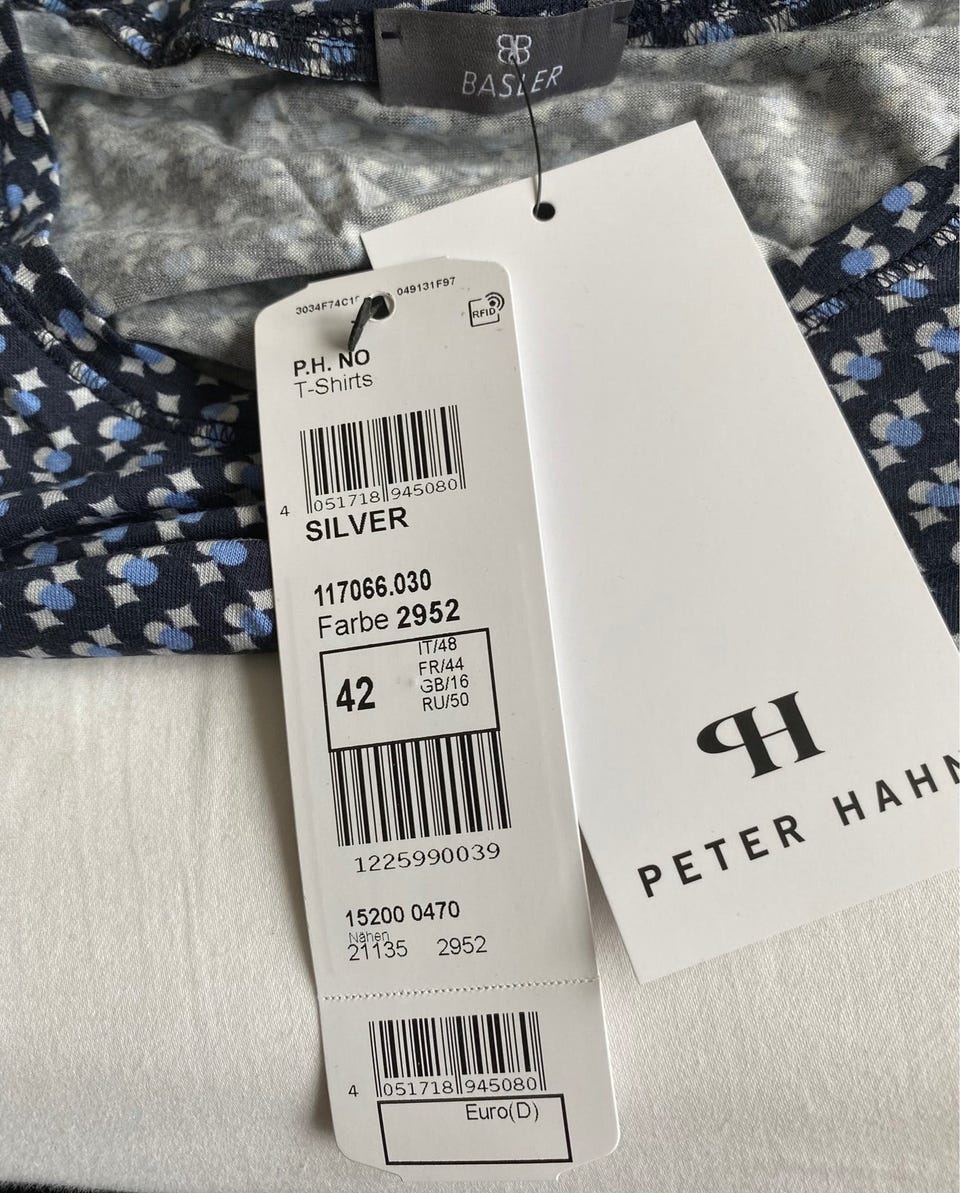 BASLER
3034F74C1
049131F97
RFID
P.H. NO
T-Shirts
4 051718 945080
SILVER
117066.030
Farbe 2952
42
IT/48
FR/44
GB/16
RU/50
1225990039
15200 0470
Nähen
21135 2952
4 051718 945080
Euro(D)
PH
PETER HAHN